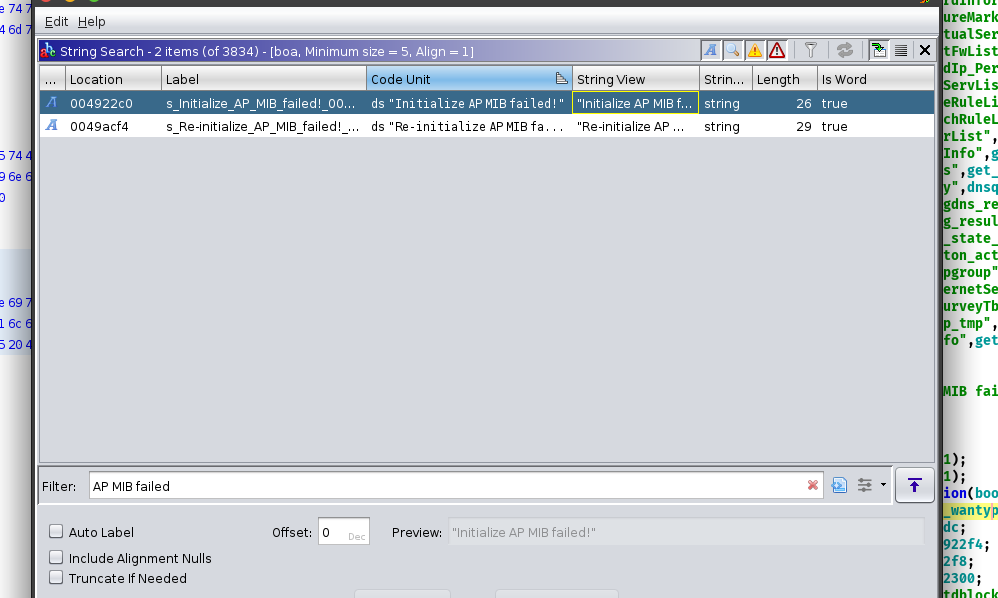 Edit Help
String Search - 2 items (of 3834) - [boa, Minimum size = 5, Align = 1]
... Location Label Code Unit String View Strin... Length Is Word
A 004922c0 s_Initialize_AP_MIB_failed!_00... ds "Initialize AP MIB failed!" "Initialize AP MIB f... string 26 true
A 0049acf4 s_Re-initialize_AP_MIB_failed!_... ds "Re-initialize AP MIB fa... "Re-initialize AP ... string 29 true
Filter: AP MIB failed
Auto Label Offset: 0 Dec Preview: "Initialize AP MIB failed!"
Include Alignment Nulls
Truncate If Needed
e 74 7
4 6d 7
5 74 4
9 6e 6
0
e 69 7
1 6c 6
5 20 4
ureMark
tualSer
tFwList
dIp_Per
ServLis
eRuleLi
chRuleL
rList",
Info",g
s",get_
y",dnsq
gdns_re
g_resul
_state_
ton_act
pgroup"
ernetSe
urveyTb
p_tmp",
fo",get
MIB fai
1);
1);
ion(boo
_wantyp
dc;
922f4;
2f8;
2300;
tdblock